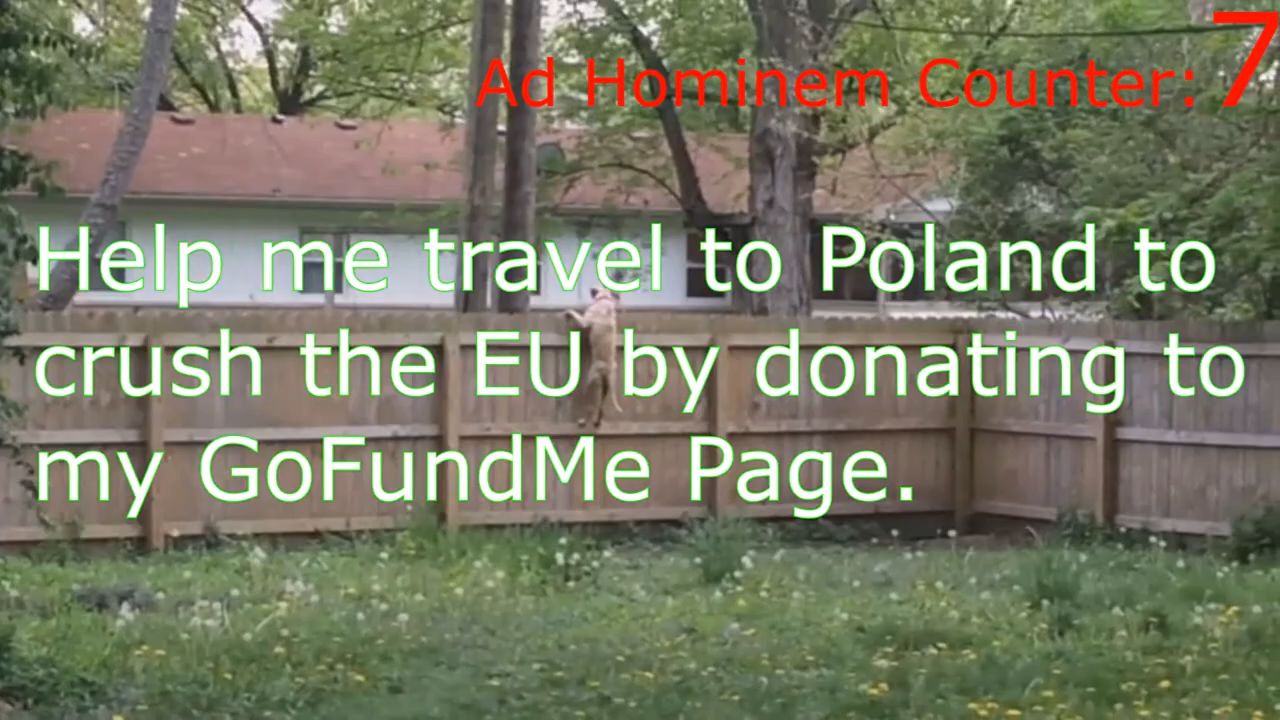 Ad Hominem Counter: 7
Help me travel to Poland to
crush the EU by donating to
my GoFundMe Page.